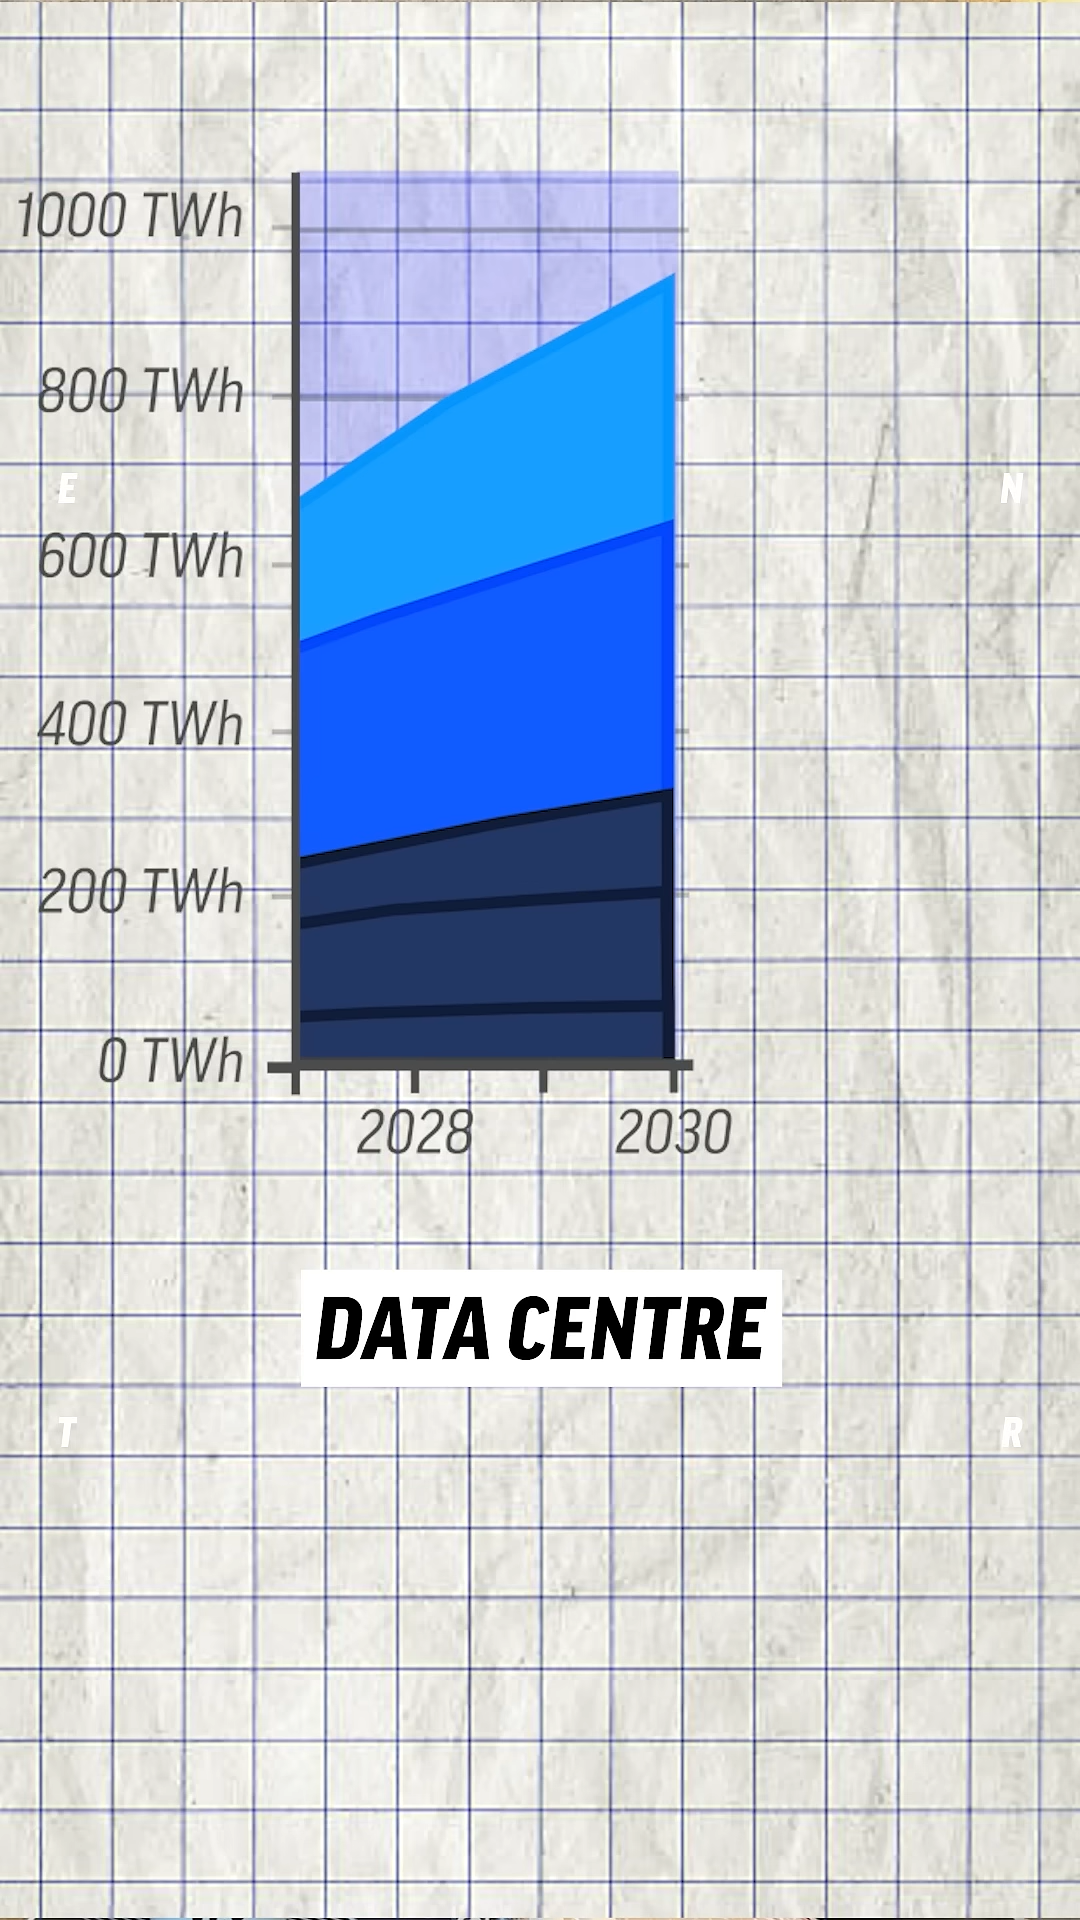 1000 TWh
800 TWh
E N
600 TWh
400 TWh
200 TWh
0 TWh
2028 2030
DATA CENTRE
T R